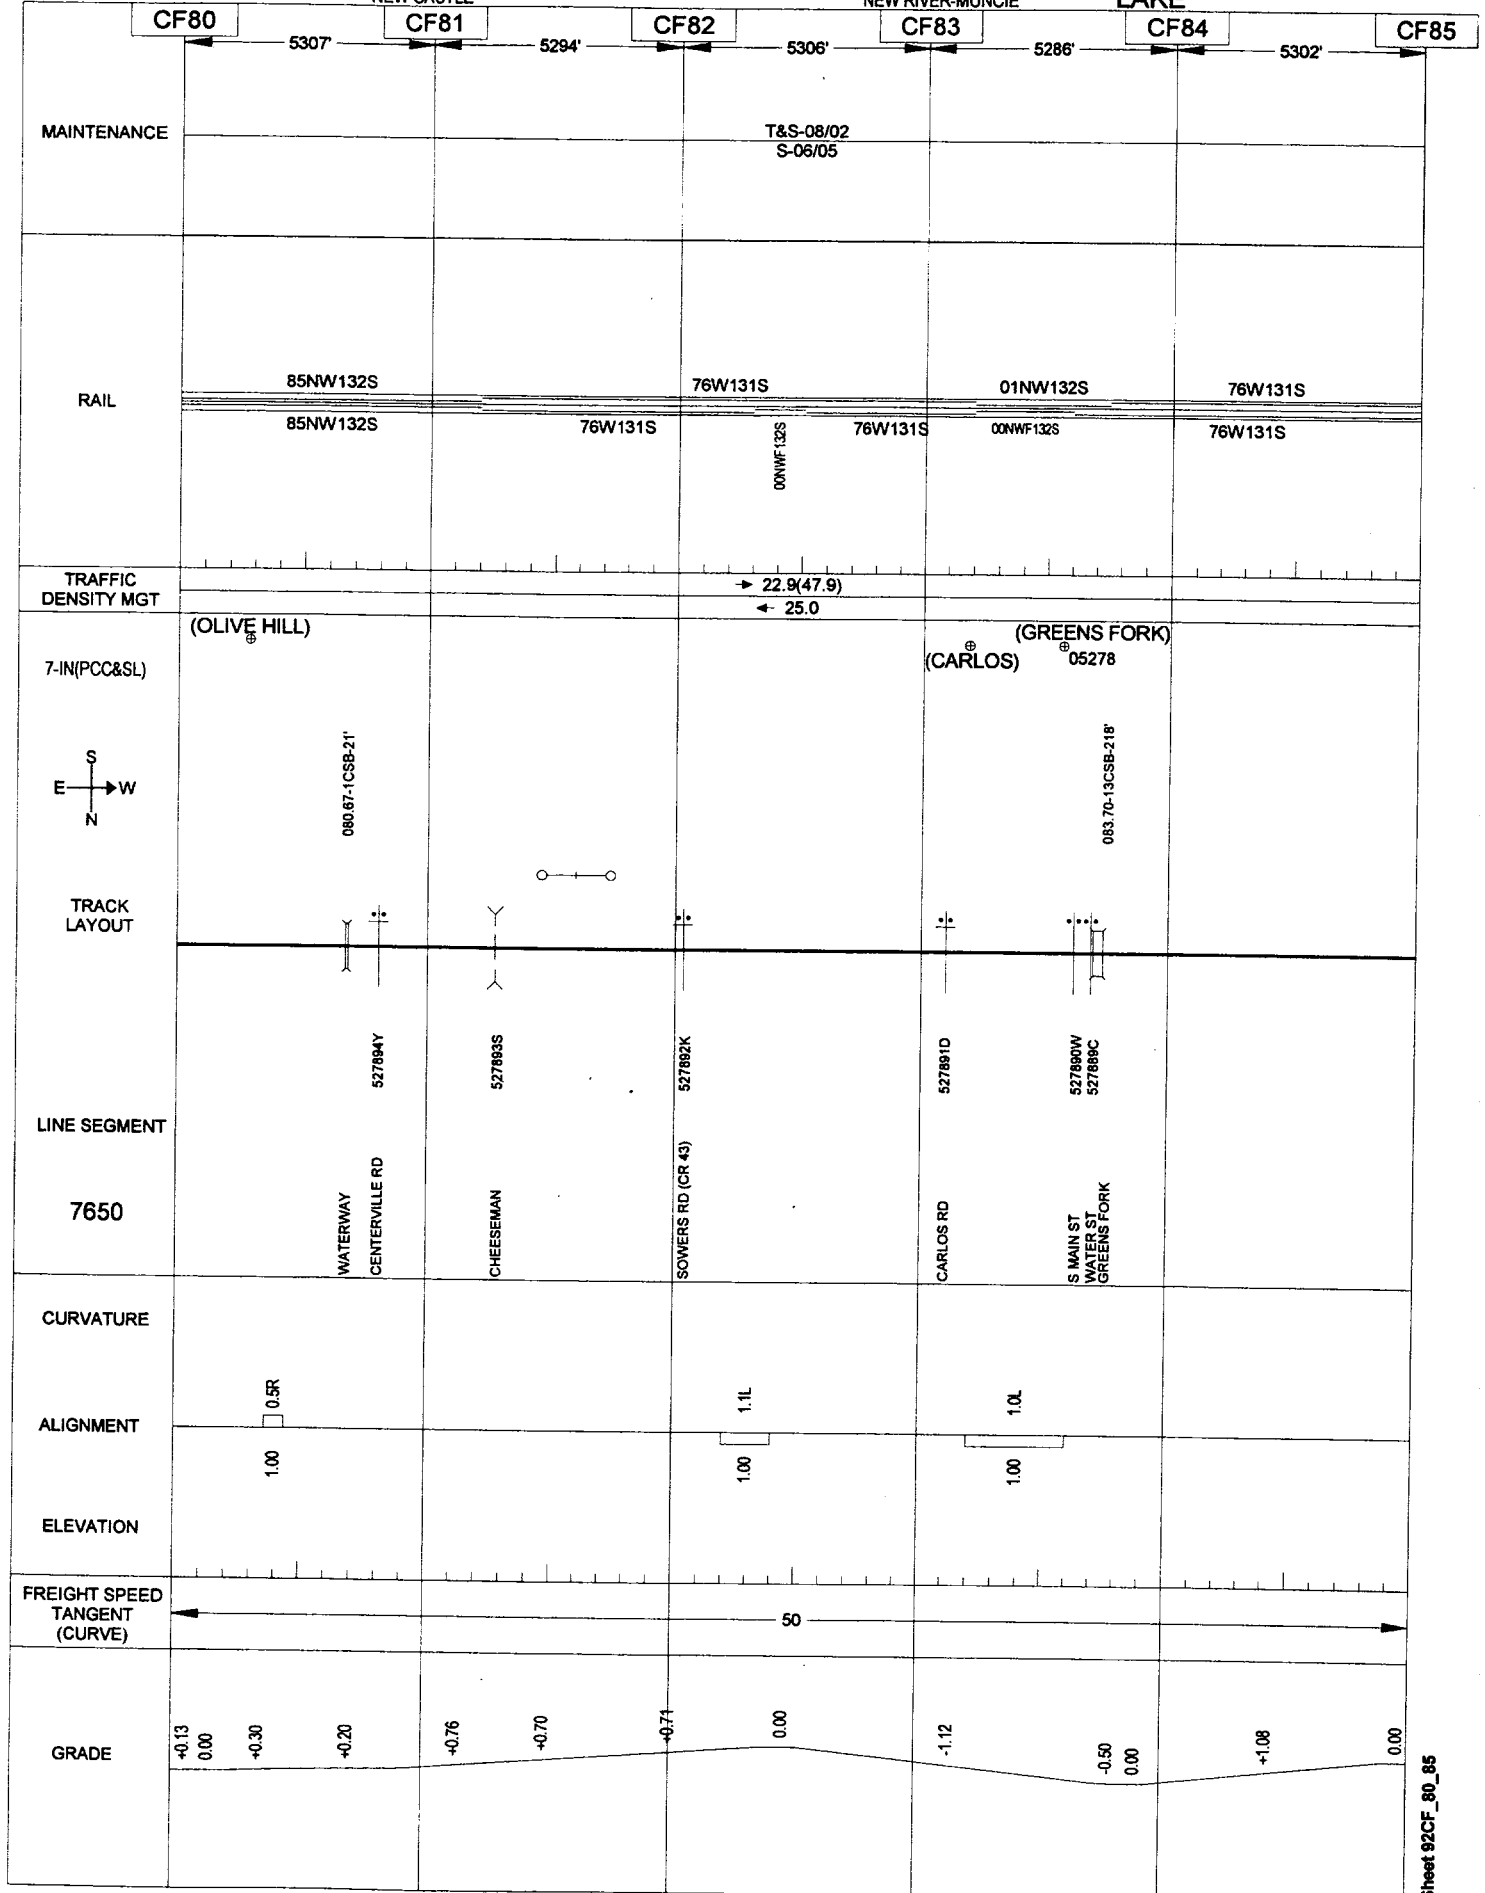 NEW CASTLE
NEW RIVER-MUNCIE
LAKE
CF80
CF81
CF82
CF83
CF84
CF85
5307'
5294'
5306'
5286'
5302'
MAINTENANCE
T&S-08/02
S-06/05
RAIL
85NW132S
76W131S
01NW132S
76W131S
85NW132S
76W131S
00NWF132S
76W131S
00NWF132S
76W131S
TRAFFIC
DENSITY MGT
→ 22.9(47.9)
← 25.0
7-IN(PCC&SL)
(OLIVE HILL)
(CARLOS)
(GREENS FORK)
05278
S
E
W
N
080.67-1CSB-21'
083.70-13CSB-218'
TRACK
LAYOUT
527894Y
527893S
527892K
527891D
527890W
527889C
LINE SEGMENT
7650
WATERWAY
CENTERVILLE RD
CHEESEMAN
SOWERS RD (CR 43)
CARLOS RD
S MAIN ST
WATER ST
GREENS FORK
CURVATURE
0.5R
1.1L
1.0L
ALIGNMENT
1.00
1.00
1.00
ELEVATION
FREIGHT SPEED
TANGENT
(CURVE)
50
GRADE
+0.13
0.00
+0.30
+0.20
+0.76
+0.70
+0.71
0.00
-1.12
-0.50
0.00
+1.08
0.00
Sheet 92CF_80_85